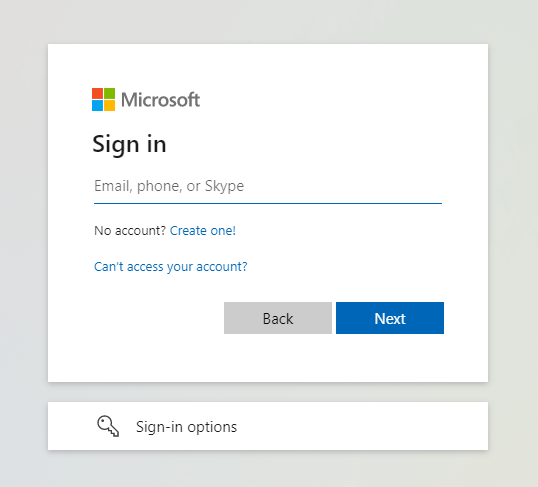 Microsoft
Sign in
Email, phone, or Skype
No account? Create one!
Can't access your account?
Back
Next
Sign-in options